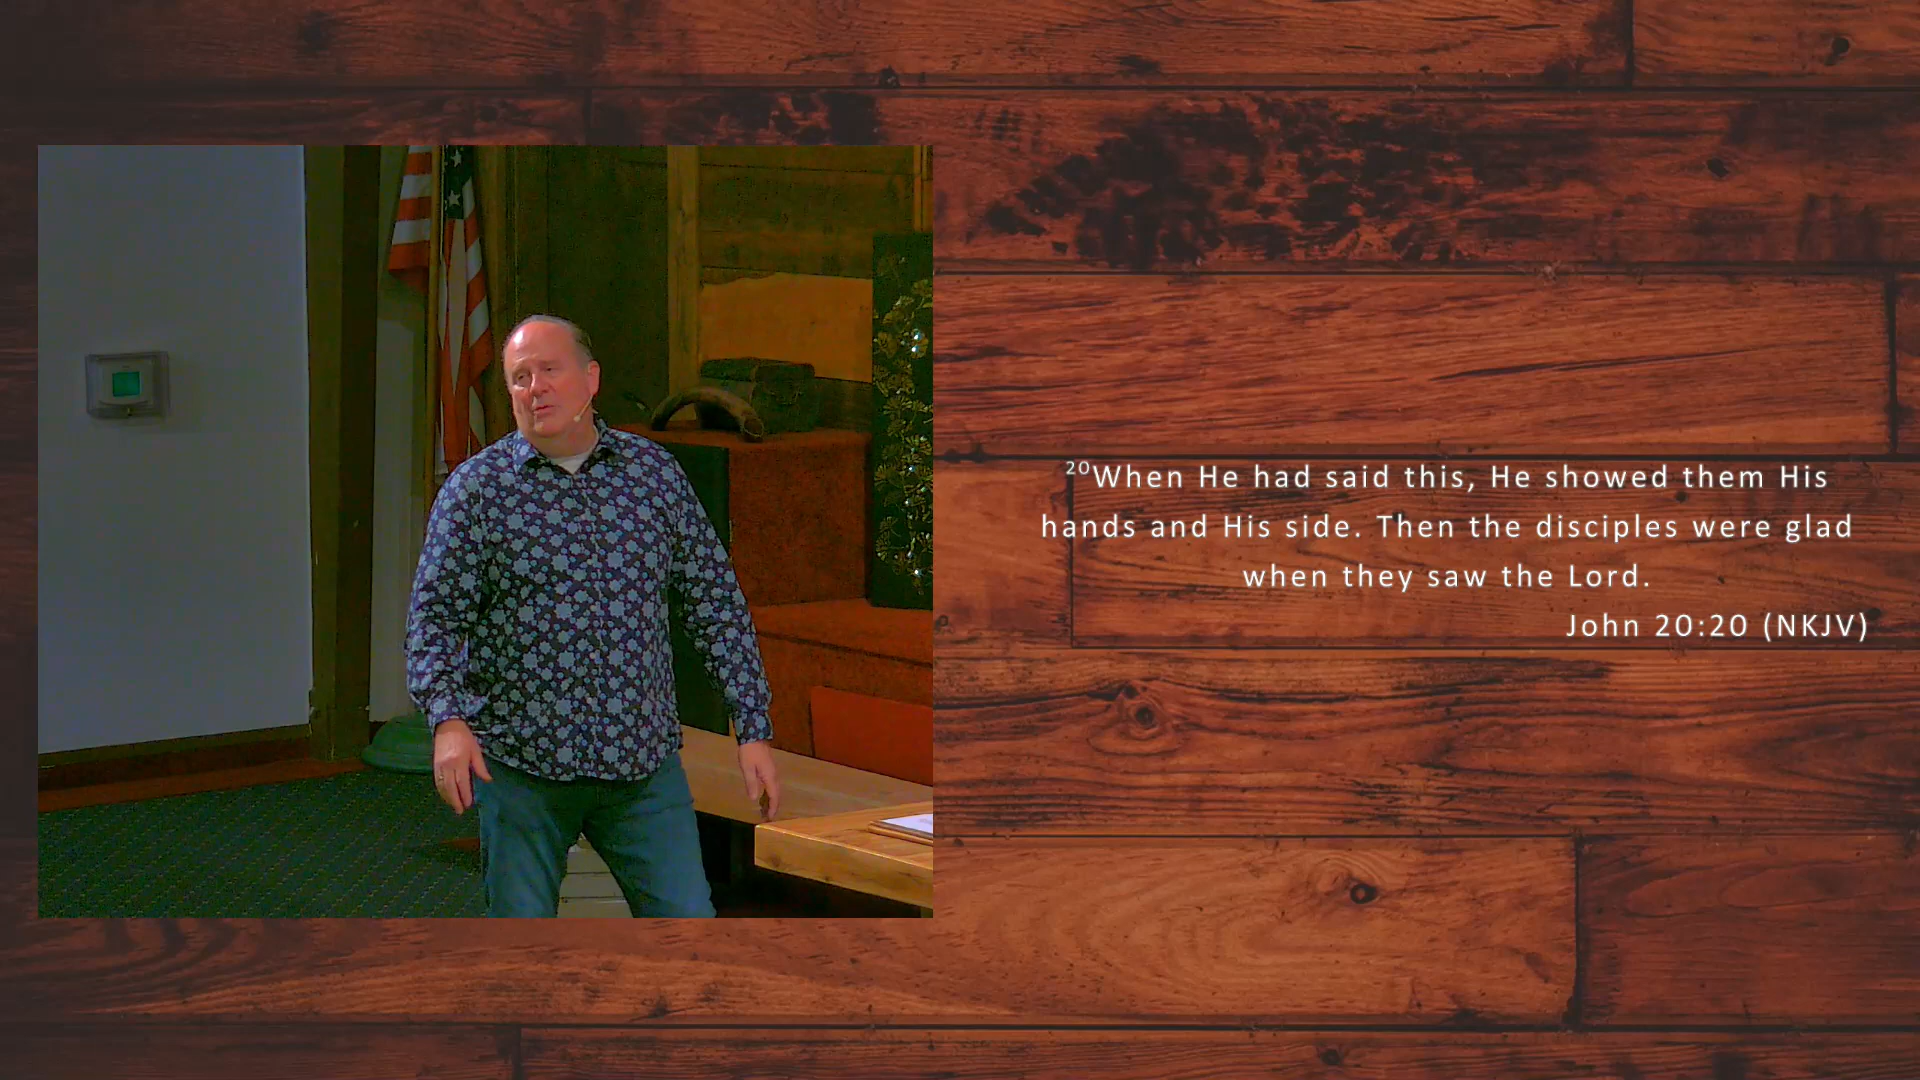 ²⁰When He had said this, He showed them His
hands and His side. Then the disciples were glad
when they saw the Lord.
John 20:20 (NKJV)